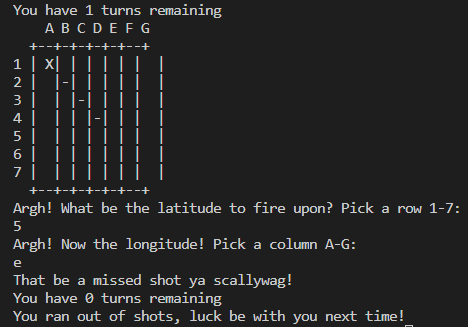 You have 1 turns remaining
    A B C D E F G
  +--+-+-+-+-+--+
1 | X| | | | | |  |
2 |  |-| | | | |  |
3 |  | |-| | | |  |
4 |  | | |-| | |  |
5 |  | | | | | |  |
6 |  | | | | | |  |
7 |  | | | | | |  |
  +--+-+-+-+-+--+
Argh! What be the latitude to fire upon? Pick a row 1-7:
5
Argh! Now the longitude! Pick a column A-G:
e
That be a missed shot ya scallywag!
You have 0 turns remaining
You ran out of shots, luck be with you next time!